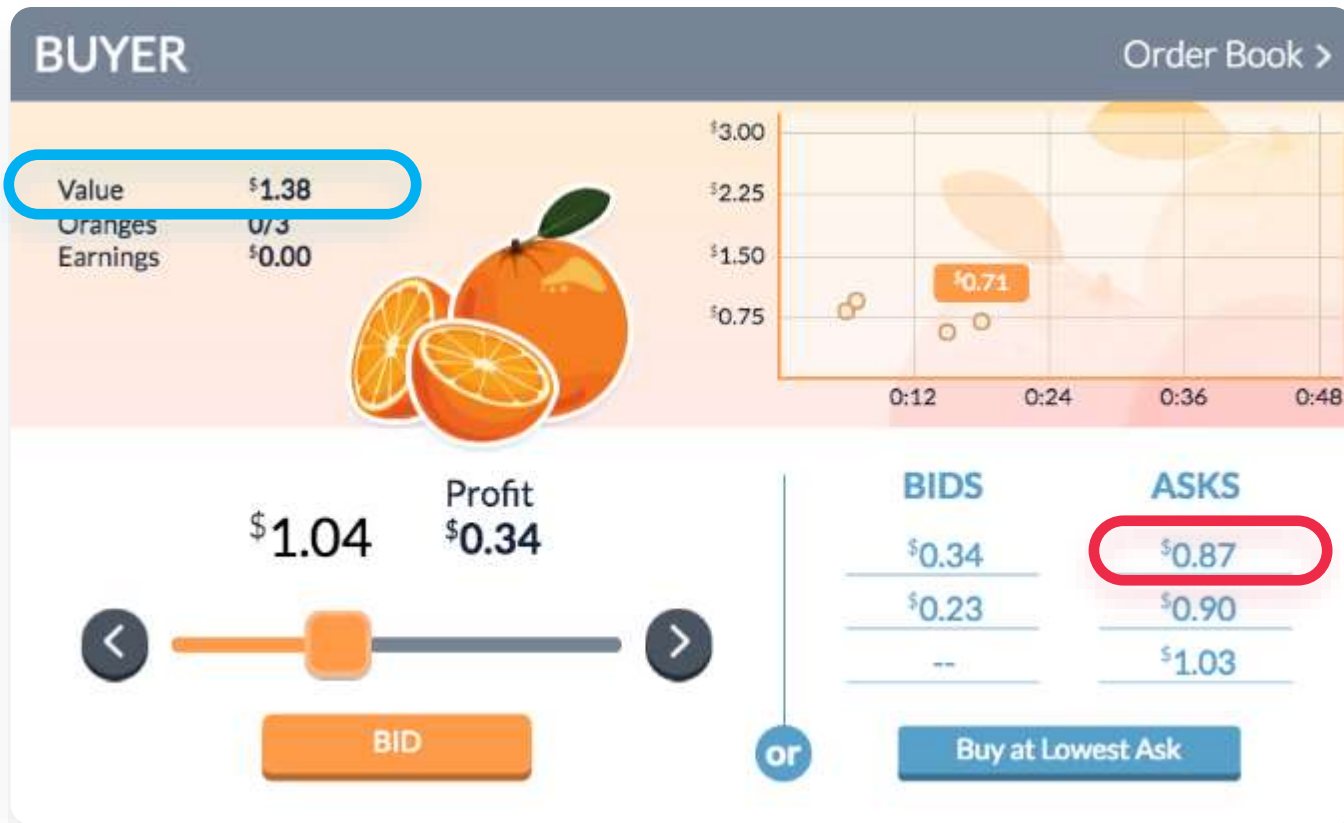 BUYER
Order Book >
Value $1.38
Oranges 0/3
Earnings $0.00
$3.00
$2.25
$1.50
$0.75
$0.71
0:12 0:24 0:36 0:48
$1.04
Profit
$0.34
BID
or
BIDS ASKS
$0.34 $0.87
$0.23 $0.90
-- $1.03
Buy at Lowest Ask